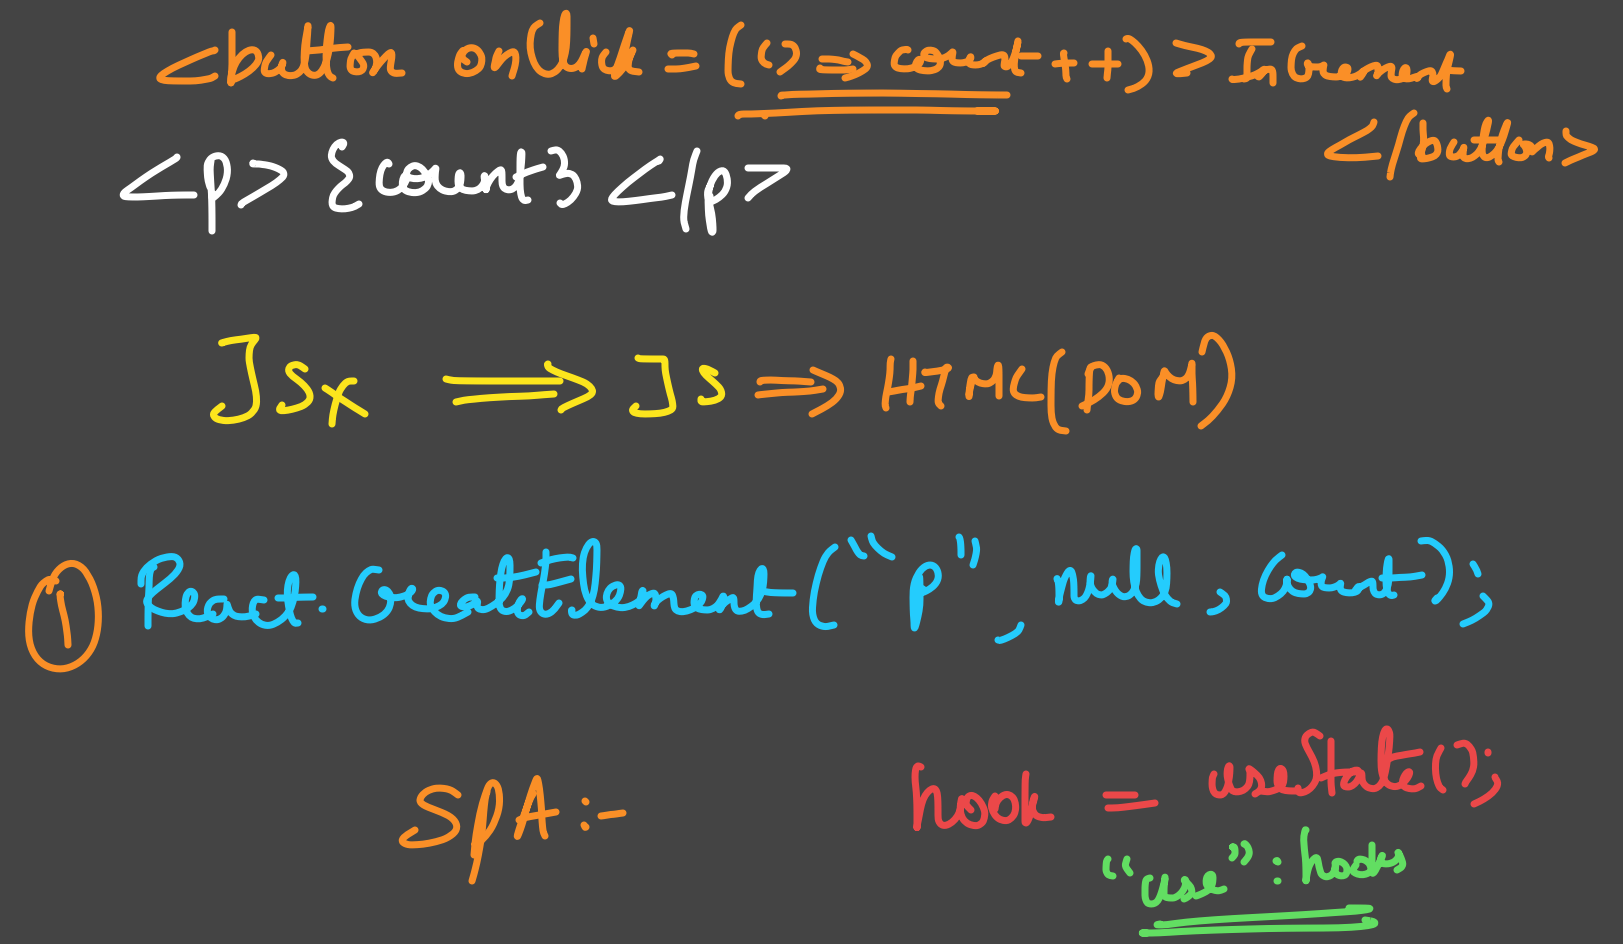 <button onClick = (() => count++) > Increment
</button>
<p> {count} </p>
JSX => JS => HTML(DOM)
1 React.createElement("p", null, count);
SPA :-
hook = useState();
"use" : hooks